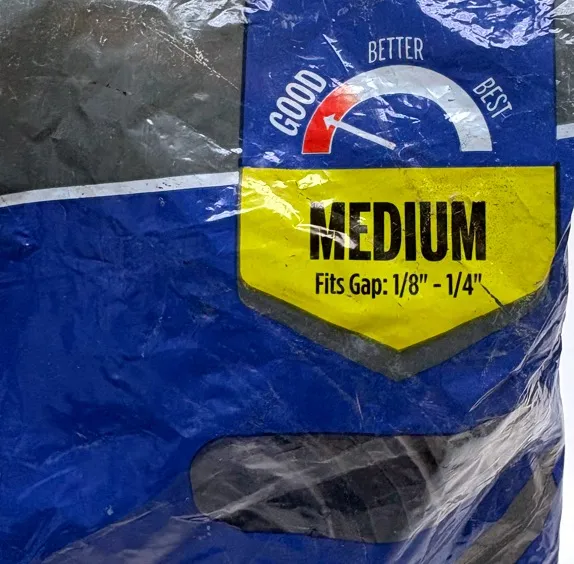 GOOD
BETTER
BEST
MEDIUM
Fits Gap: 1/8" - 1/4"